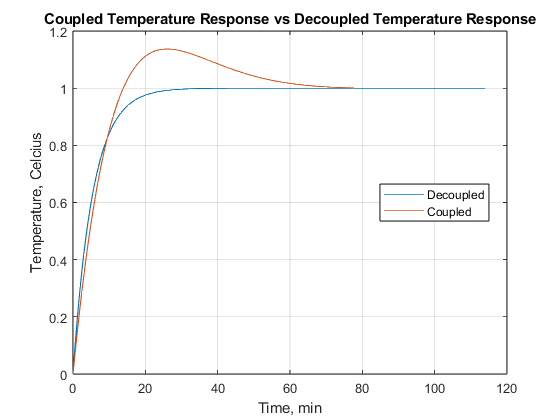 Coupled Temperature Response vs Decoupled Temperature Response
1.2
1
0.8
0.6
0.4
0.2
0
Temperature, Celcius
Decoupled
Coupled
0 20 40 60 80 100 120
Time, min